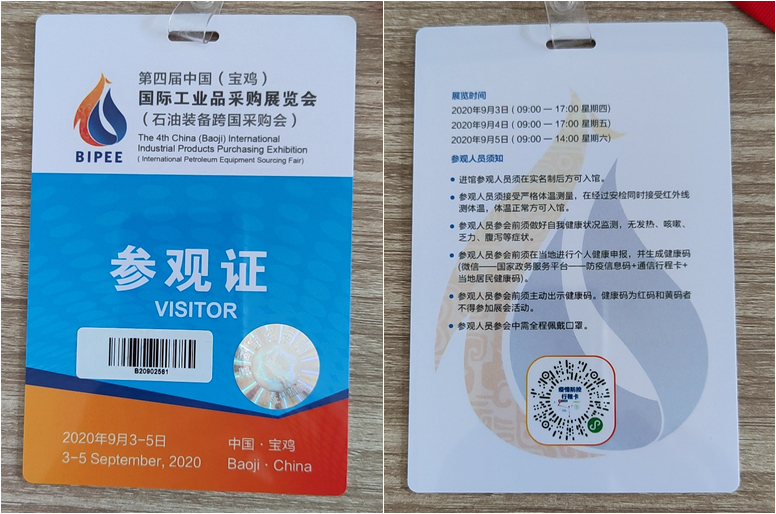 第四届中国（宝鸡）
国际工业品采购展览会
（石油装备跨国采购会）
The 4th China (Baoji) International
Industrial Products Purchasing Exhibition
( International Petroleum Equipment Sourcing Fair)
BIPEE
参观证
VISITOR
B20902561
2020年9月3-5日
3-5 September, 2020
中国·宝鸡
Baoji·China
展览时间
2020年9月3日 ( 09:00 — 17:00 星期四)
2020年9月4日 ( 09:00 — 17:00 星期五)
2020年9月5日 ( 09:00 — 14:00 星期六)
参观人员须知
进馆参观人员须在实名制后方可入馆。
参观人员须接受严格体温测量，在经过安检同时接受红外线
测体温，体温正常方可入馆。
参观人员参会前须做好自我健康状况监测，无发热、咳嗽、
乏力、腹泻等症状。
参观人员参会前须在当地进行个人健康申报，并生成健康码
(微信——国家政务服务平台——防疫信息码+通信行程卡+
当地居民健康码)。
参观人员参会前须主动出示健康码。健康码为红码和黄码者
不得参加展会活动。
参观人员参会中需全程佩戴口罩。
疫情防控
行程卡